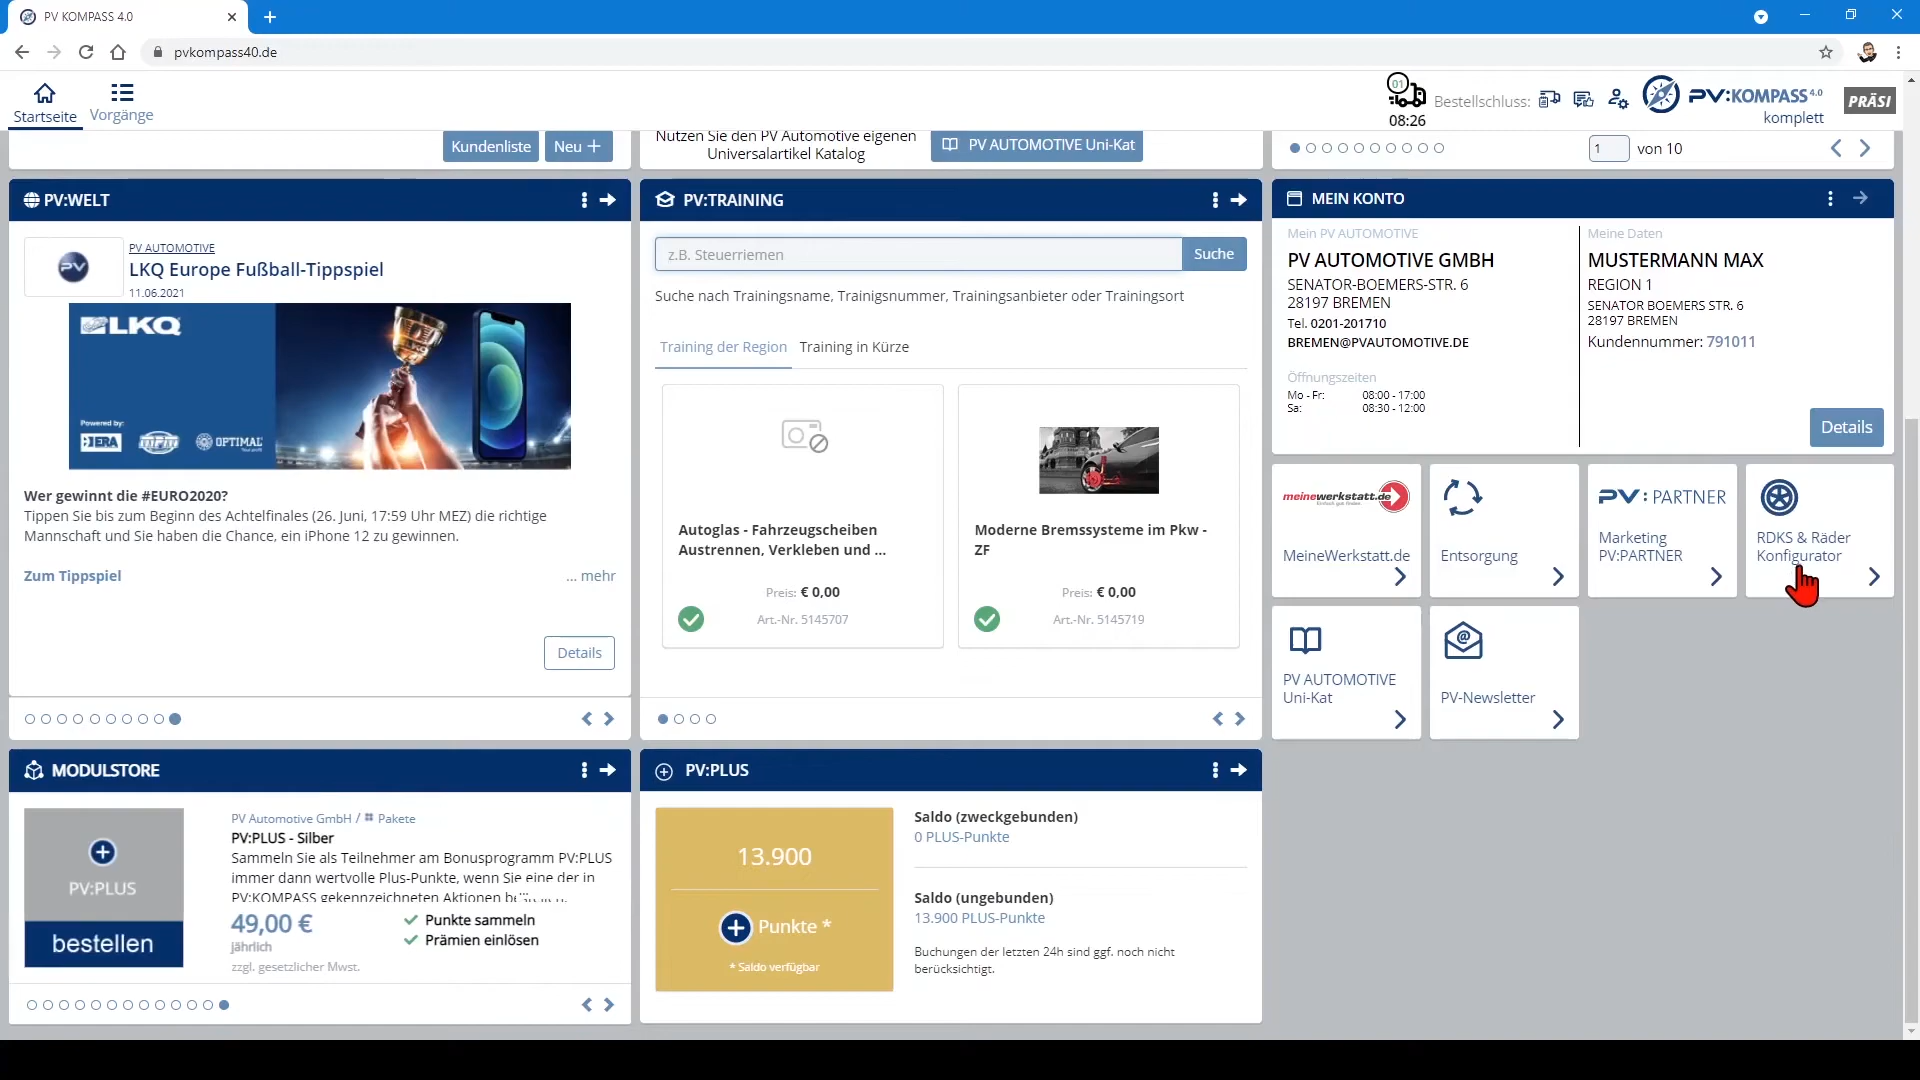 PV KOMPASS 4.0
pvkompass40.de
Startseite
Vorgänge
01
08:26
Bestellschluss:
PV:KOMPASS 4.0
komplett
PRÄSI
Kundenliste
Neu +
Nutzen Sie den PV Automotive eigenen
Universalartikel Katalog
PV AUTOMOTIVE Uni-Kat
1 von 10
PV:WELT
PV
PV AUTOMOTIVE
LKQ Europe Fußball-Tippspiel
11.06.2021
LKQ
Powered by:
OPTIMAL
Wer gewinnt die #EURO2020?
Tippen Sie bis zum Beginn des Achtelfinales (26. Juni, 17:59 Uhr MEZ) die richtige
Mannschaft und Sie haben die Chance, ein iPhone 12 zu gewinnen.
Zum Tippspiel
... mehr
Details
PV:TRAINING
z.B. Steuerriemen
Suche
Suche nach Trainingsname, Trainigsnummer, Trainingsanbieter oder Trainingsort
Training der Region
Training in Kürze
Autoglas - Fahrzeugscheiben
Austrennen, Verkleben und ...
Preis: € 0,00
Art.-Nr. 5145707
Moderne Bremssysteme im Pkw -
ZF
Preis: € 0,00
Art.-Nr. 5145719
MEIN KONTO
Mein PV AUTOMOTIVE
PV AUTOMOTIVE GMBH
SENATOR-BOEMERS-STR. 6
28197 BREMEN
Tel. 0201-201710
BREMEN@PVAUTOMOTIVE.DE
Öffnungszeiten
Mo - Fr: 08:00 - 17:00
Sa: 08:30 - 12:00
Meine Daten
MUSTERMANN MAX
REGION 1
SENATOR BOEMERS STR. 6
28197 BREMEN
Kundennummer: 791011
Details
meinewerkstatt.de
MeineWerkstatt.de
Entsorgung
PV: PARTNER
Marketing
PV:PARTNER
RDKS & Räder
Konfigurator
PV AUTOMOTIVE
Uni-Kat
PV-Newsletter
MODULSTORE
PV:PLUS
bestellen
PV Automotive GmbH / Pakete
PV:PLUS - Silber
Sammeln Sie als Teilnehmer am Bonusprogramm PV:PLUS
immer dann wertvolle Plus-Punkte, wenn Sie eine der in
PV:KOMPASS gekennzeichneten Aktionen
49,00 €
jährlich
zzgl. gesetzlicher Mwst.
Punkte sammeln
Prämien einlösen
PV:PLUS
13.900
Punkte *
* Saldo verfügbar
Saldo (zweckgebunden)
0 PLUS-Punkte
Saldo (ungebunden)
13.900 PLUS-Punkte
Buchungen der letzten 24h sind ggf. noch nicht
berücksichtigt.